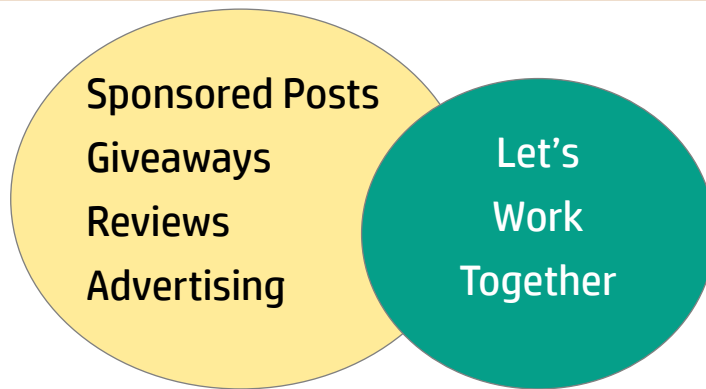 Sponsored Posts
Giveaways
Reviews
Advertising
Let’s
Work
Together